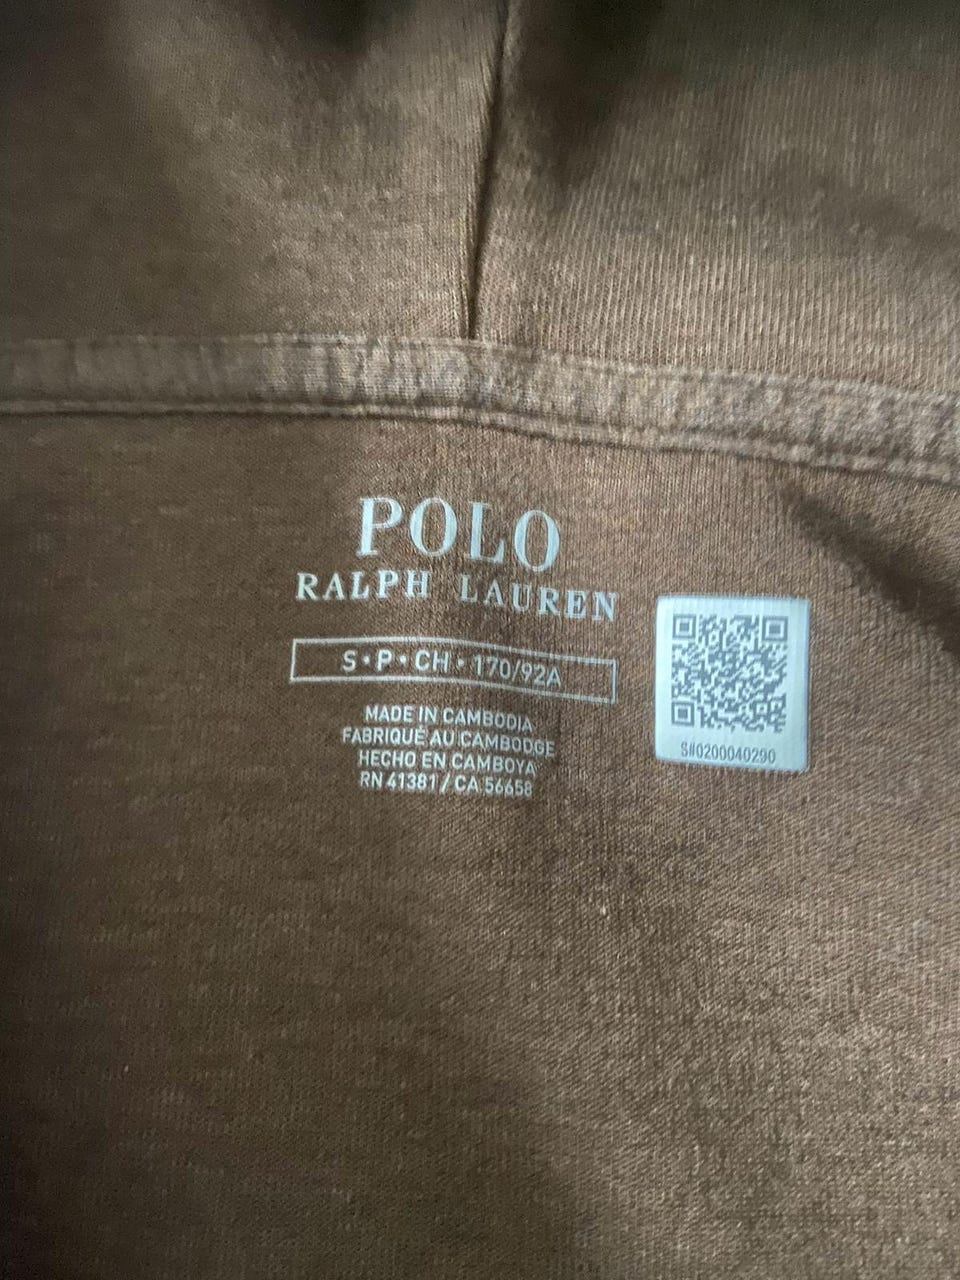 POLO
RALPH LAUREN
S•P•CH•170/92A
MADE IN CAMBODIA
FABRIQUÉ AU CAMBODGE
HECHO EN CAMBOYA
RN 41381 / CA 56658
S#0200040290